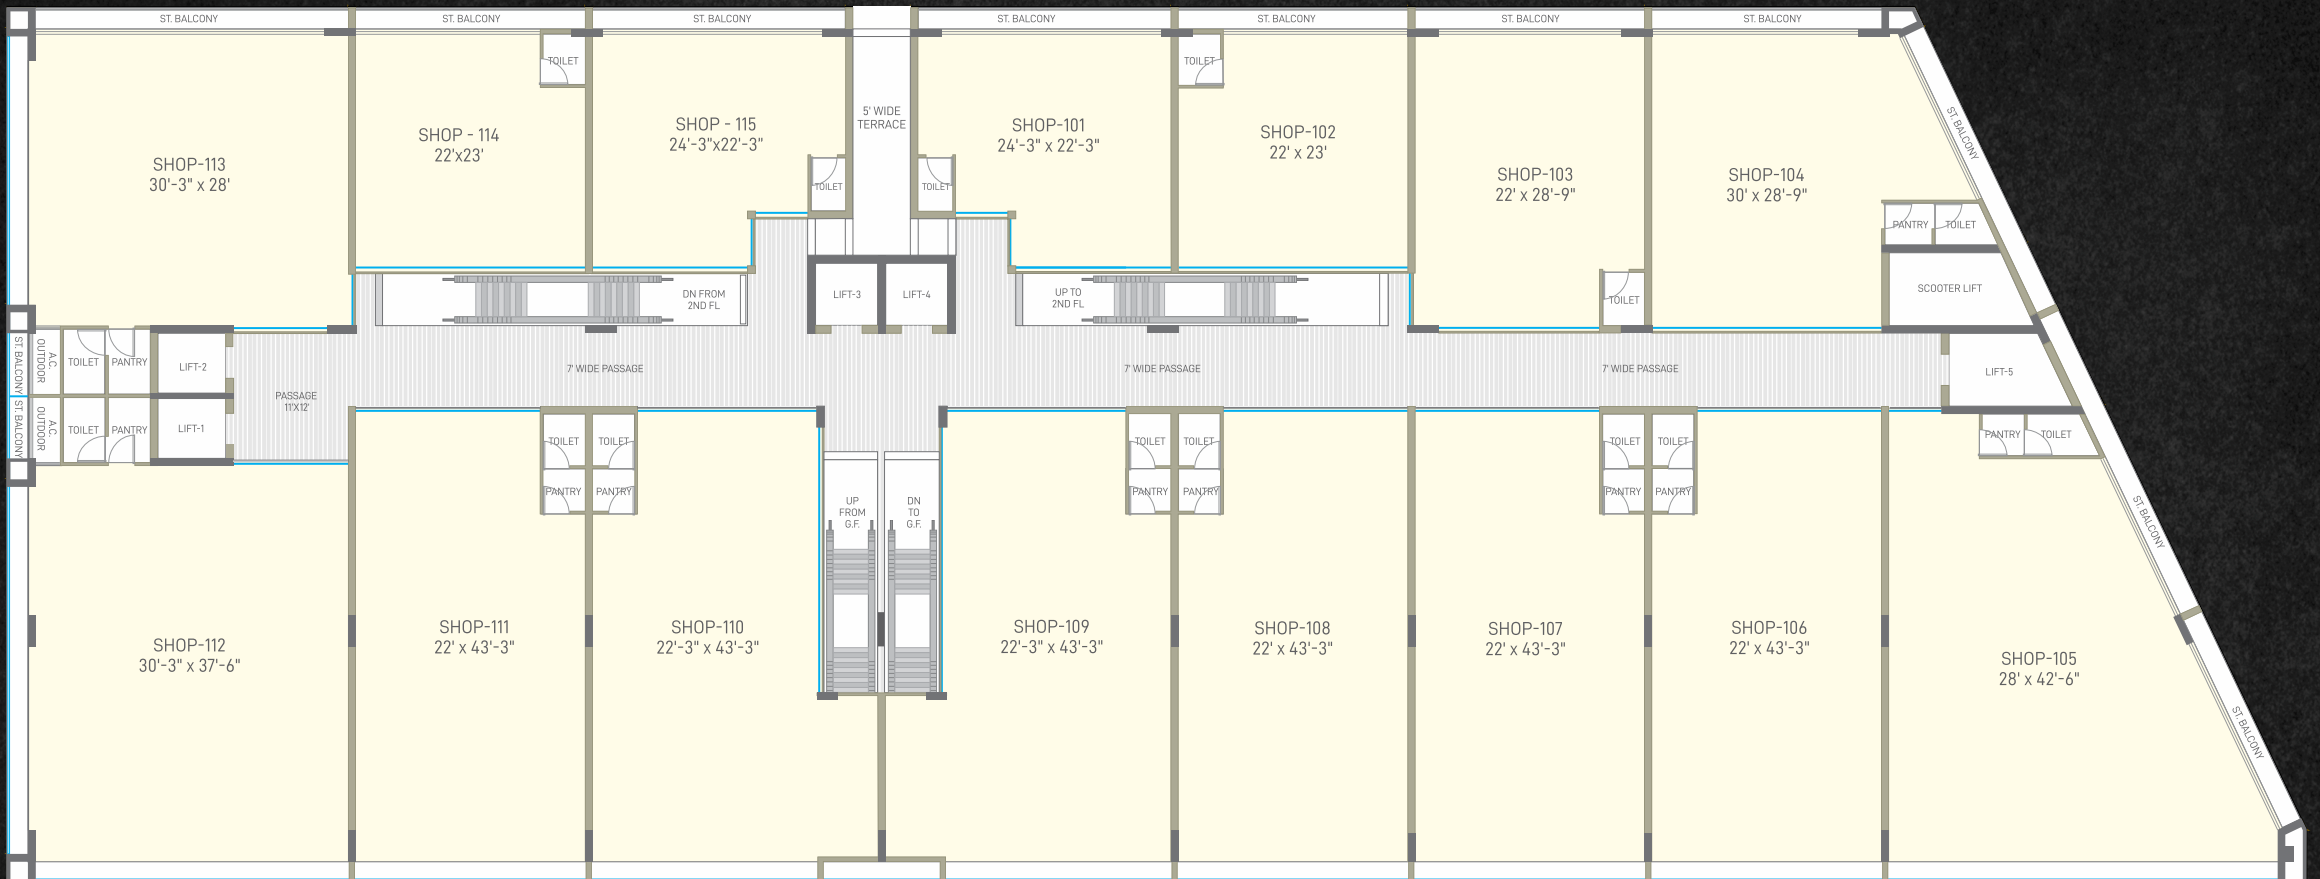 ST. BALCONY
ST. BALCONY
ST. BALCONY
ST. BALCONY
ST. BALCONY
ST. BALCONY
ST. BALCONY
TOILET
TOILET
5' WIDE
TERRACE
SHOP-113
30'-3" x 28'
SHOP - 114
22'x23'
SHOP - 115
24'-3"x22'-3"
SHOP-101
24'-3" x 22'-3"
SHOP-102
22' x 23'
SHOP-103
22' x 28'-9"
SHOP-104
30' x 28'-9"
ST. BALCONY
TOILET
TOILET
PANTRY
TOILET
SCOOTER LIFT
DN FROM
2ND FL
LIFT-3
LIFT-4
UP TO
2ND FL
TOILET
ST. BALCONY
A.C.
OUTDOOR
TOILET
PANTRY
LIFT-2
7' WIDE PASSAGE
7' WIDE PASSAGE
7' WIDE PASSAGE
LIFT-5
PASSAGE
11'X12'
ST. BALCONY
A.C.
OUTDOOR
TOILET
PANTRY
LIFT-1
TOILET
TOILET
TOILET
TOILET
TOILET
TOILET
PANTRY
TOILET
PANTRY
PANTRY
PANTRY
PANTRY
PANTRY
PANTRY
UP
FROM
G.F.
DN
TO
G.F.
ST. BALCONY
SHOP-112
30'-3" x 37'-6"
SHOP-111
22' x 43'-3"
SHOP-110
22'-3" x 43'-3"
SHOP-109
22'-3" x 43'-3"
SHOP-108
22' x 43'-3"
SHOP-107
22' x 43'-3"
SHOP-106
22' x 43'-3"
SHOP-105
28' x 42'-6"
ST. BALCONY